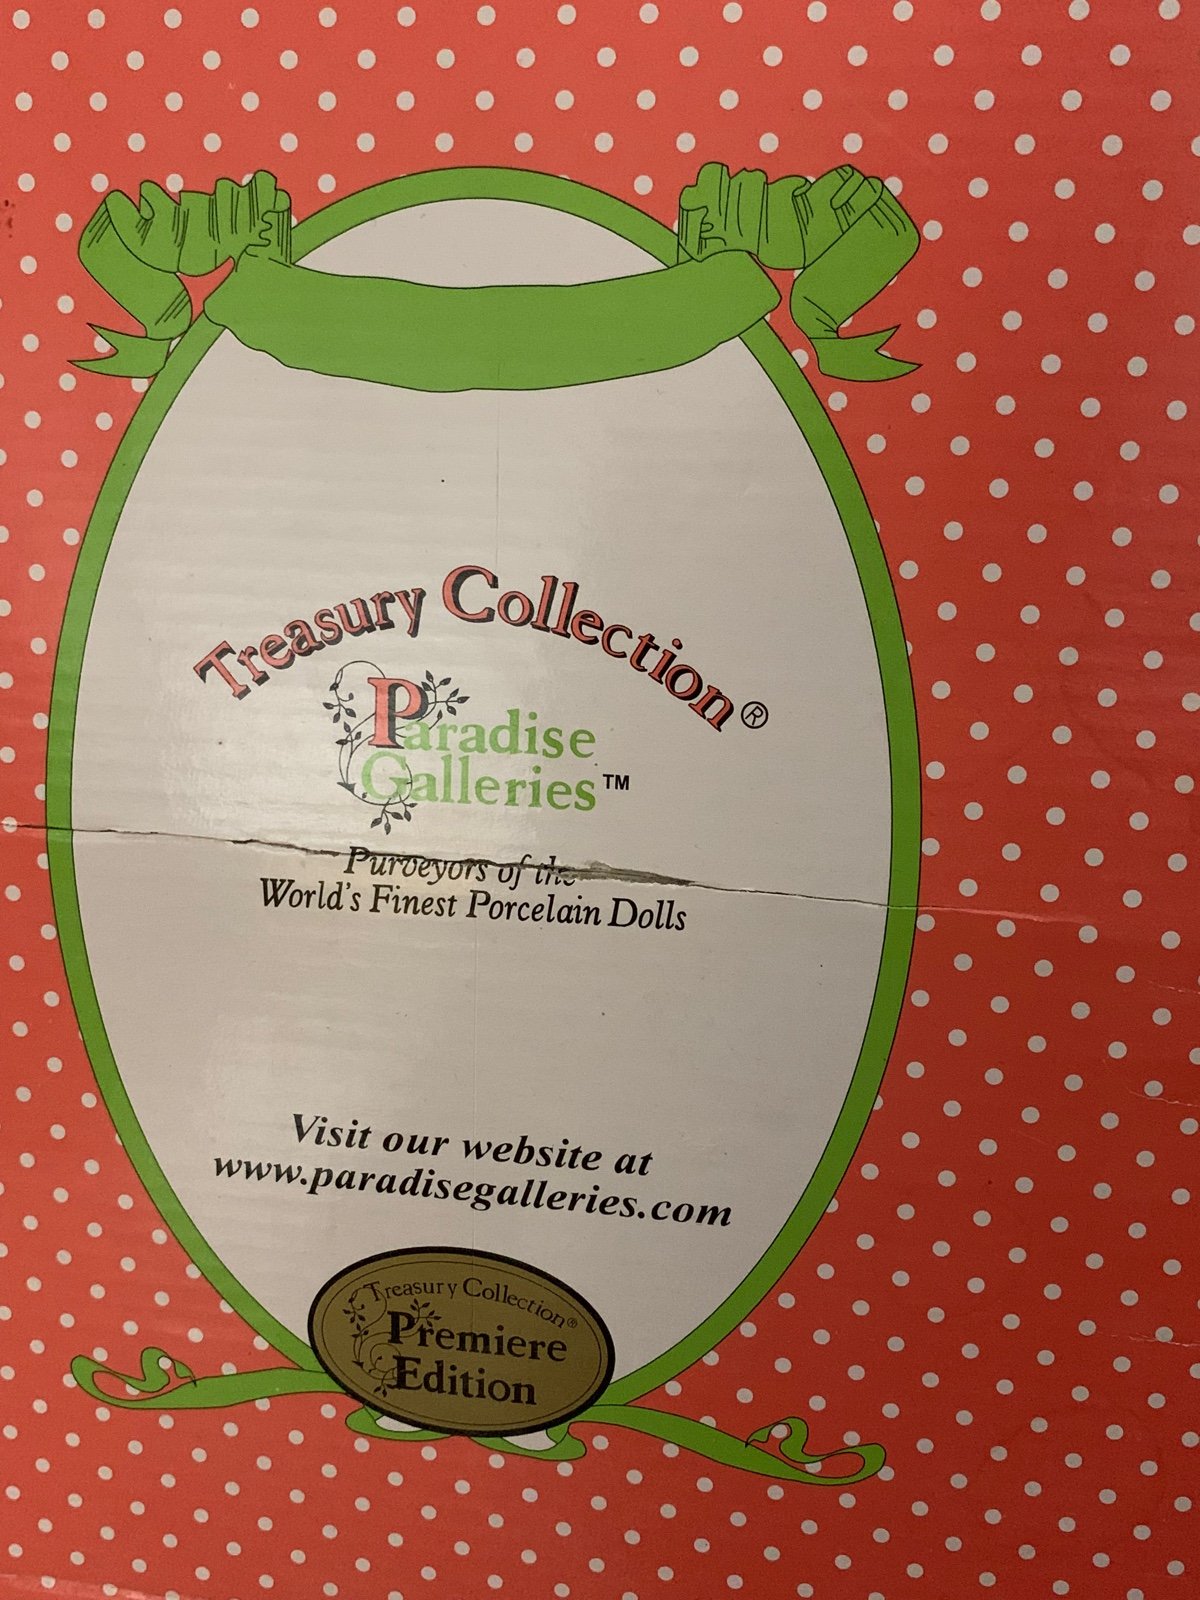 Treasury Collection®
Paradise
Galleries™
Purveyors of the
World's Finest Porcelain Dolls
Visit our website at
www.paradisegalleries.com
Treasury Collection®
Premiere
Edition